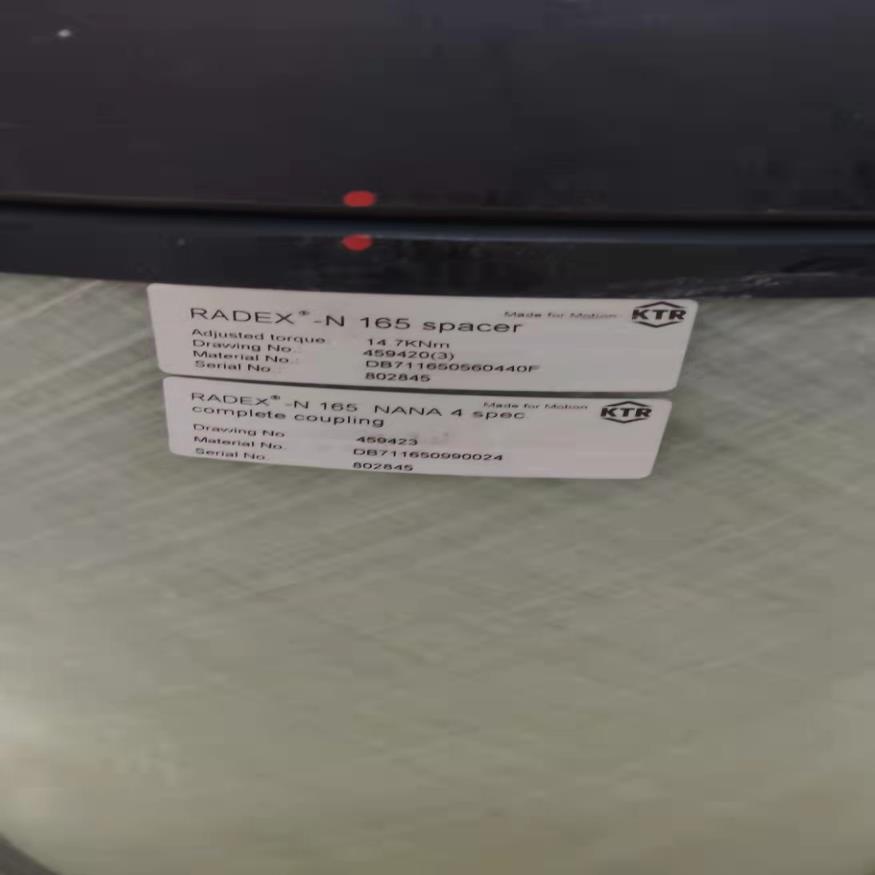 RADEX®-N 165 spacer
Made for Motion KTR
Adjusted torque 14.7KNm
Drawing No.: 459420(3)
Material No.: DB711650560440F
Serial No.: 802845
RADEX®-N 165 NANA 4 spec.
Made for Motion KTR
complete coupling
Drawing No. 459423
Material No. DB711650990024
Serial No. 802845